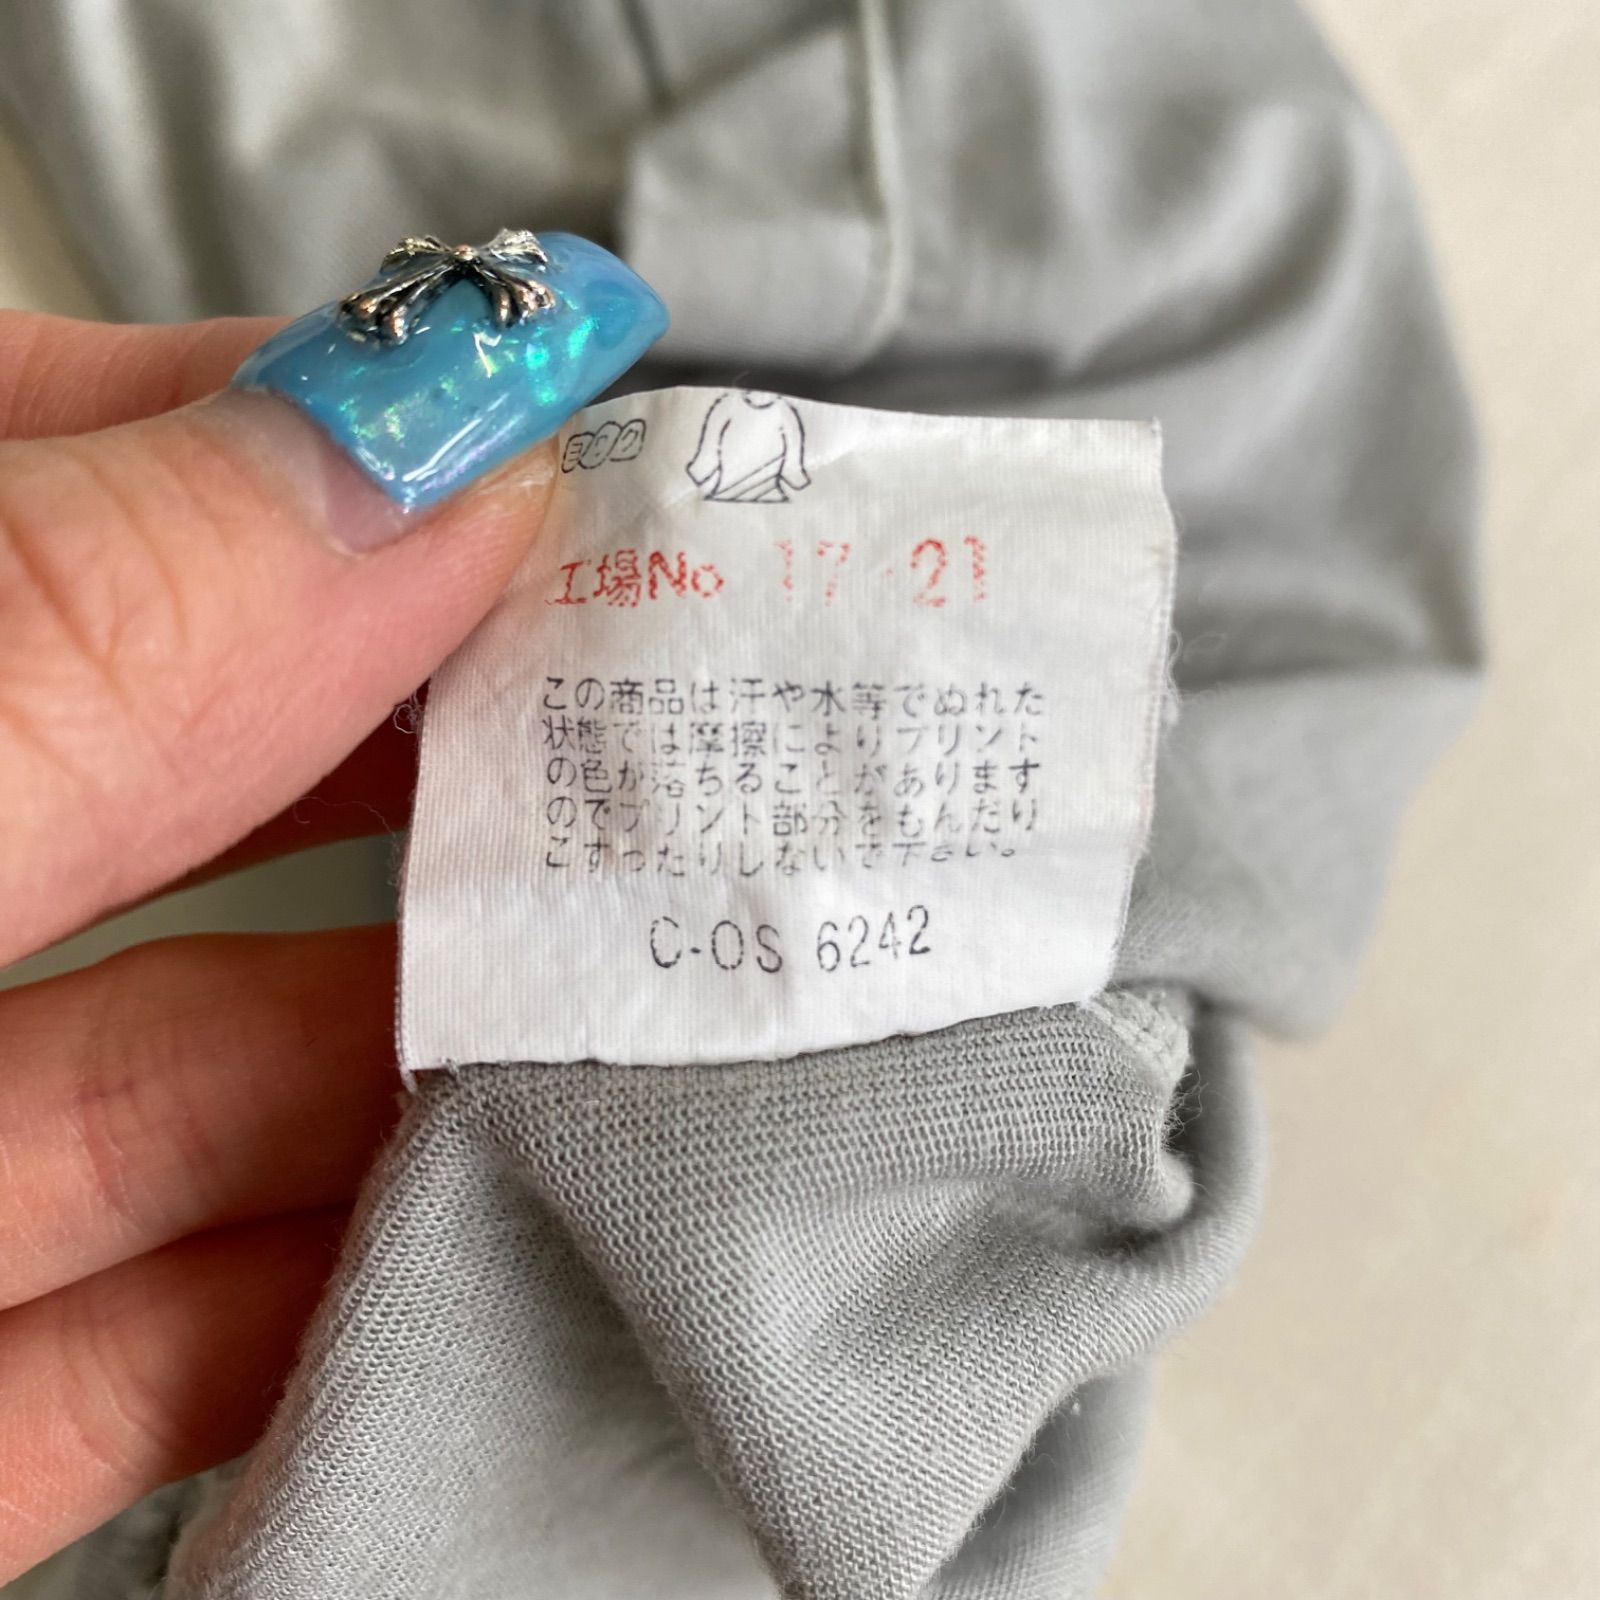 ミツワ
工場No 17-21
この商品は汗や水等でぬれた
状態では摩擦によりプリント
の色が落ちることがあります
のでプリント部分をもんだり
こすったりしないで下さい。
C-OS 6242